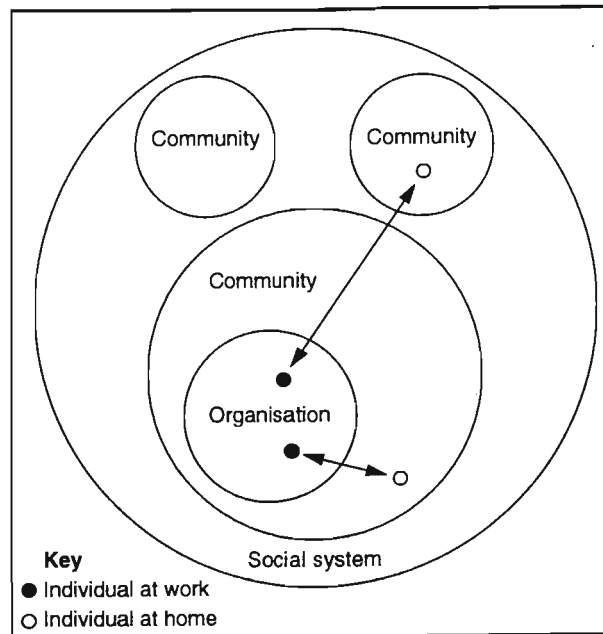 Community
Community
Community
Organisation
Social system
Key
Individual at work
Individual at home